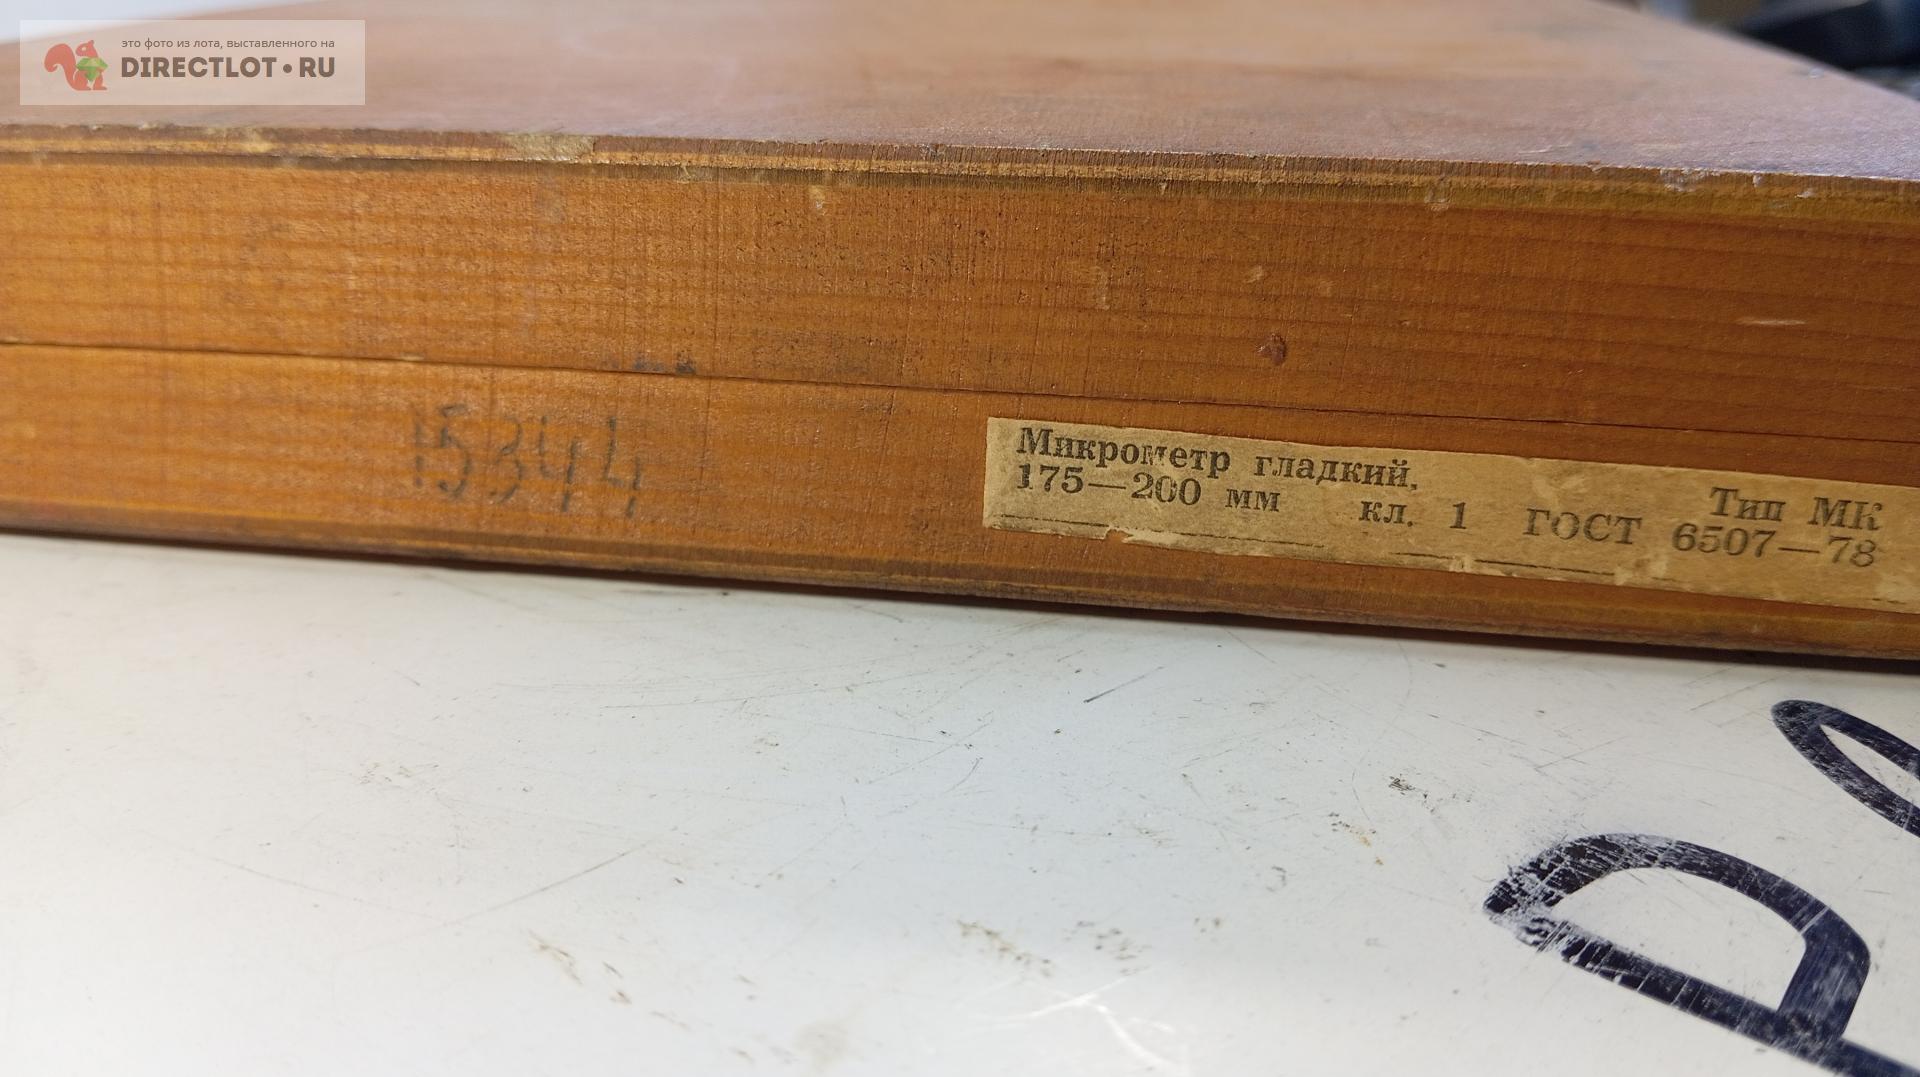 это фото из лота, выставленного на
DIRECTLOT•RU
15344
Микрометр гладкий, Тип МК
175—200 мм кл. 1 ГОСТ 6507—78